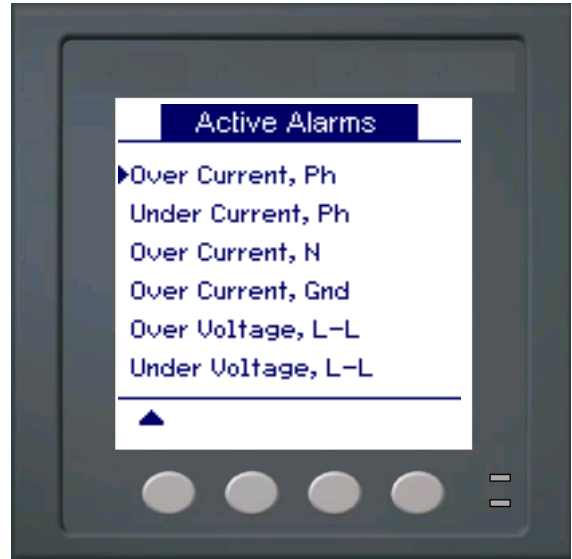 Active Alarms
Over Current, Ph
Under Current, Ph
Over Current, N
Over Current, Gnd
Over Voltage, L-L
Under Voltage, L-L